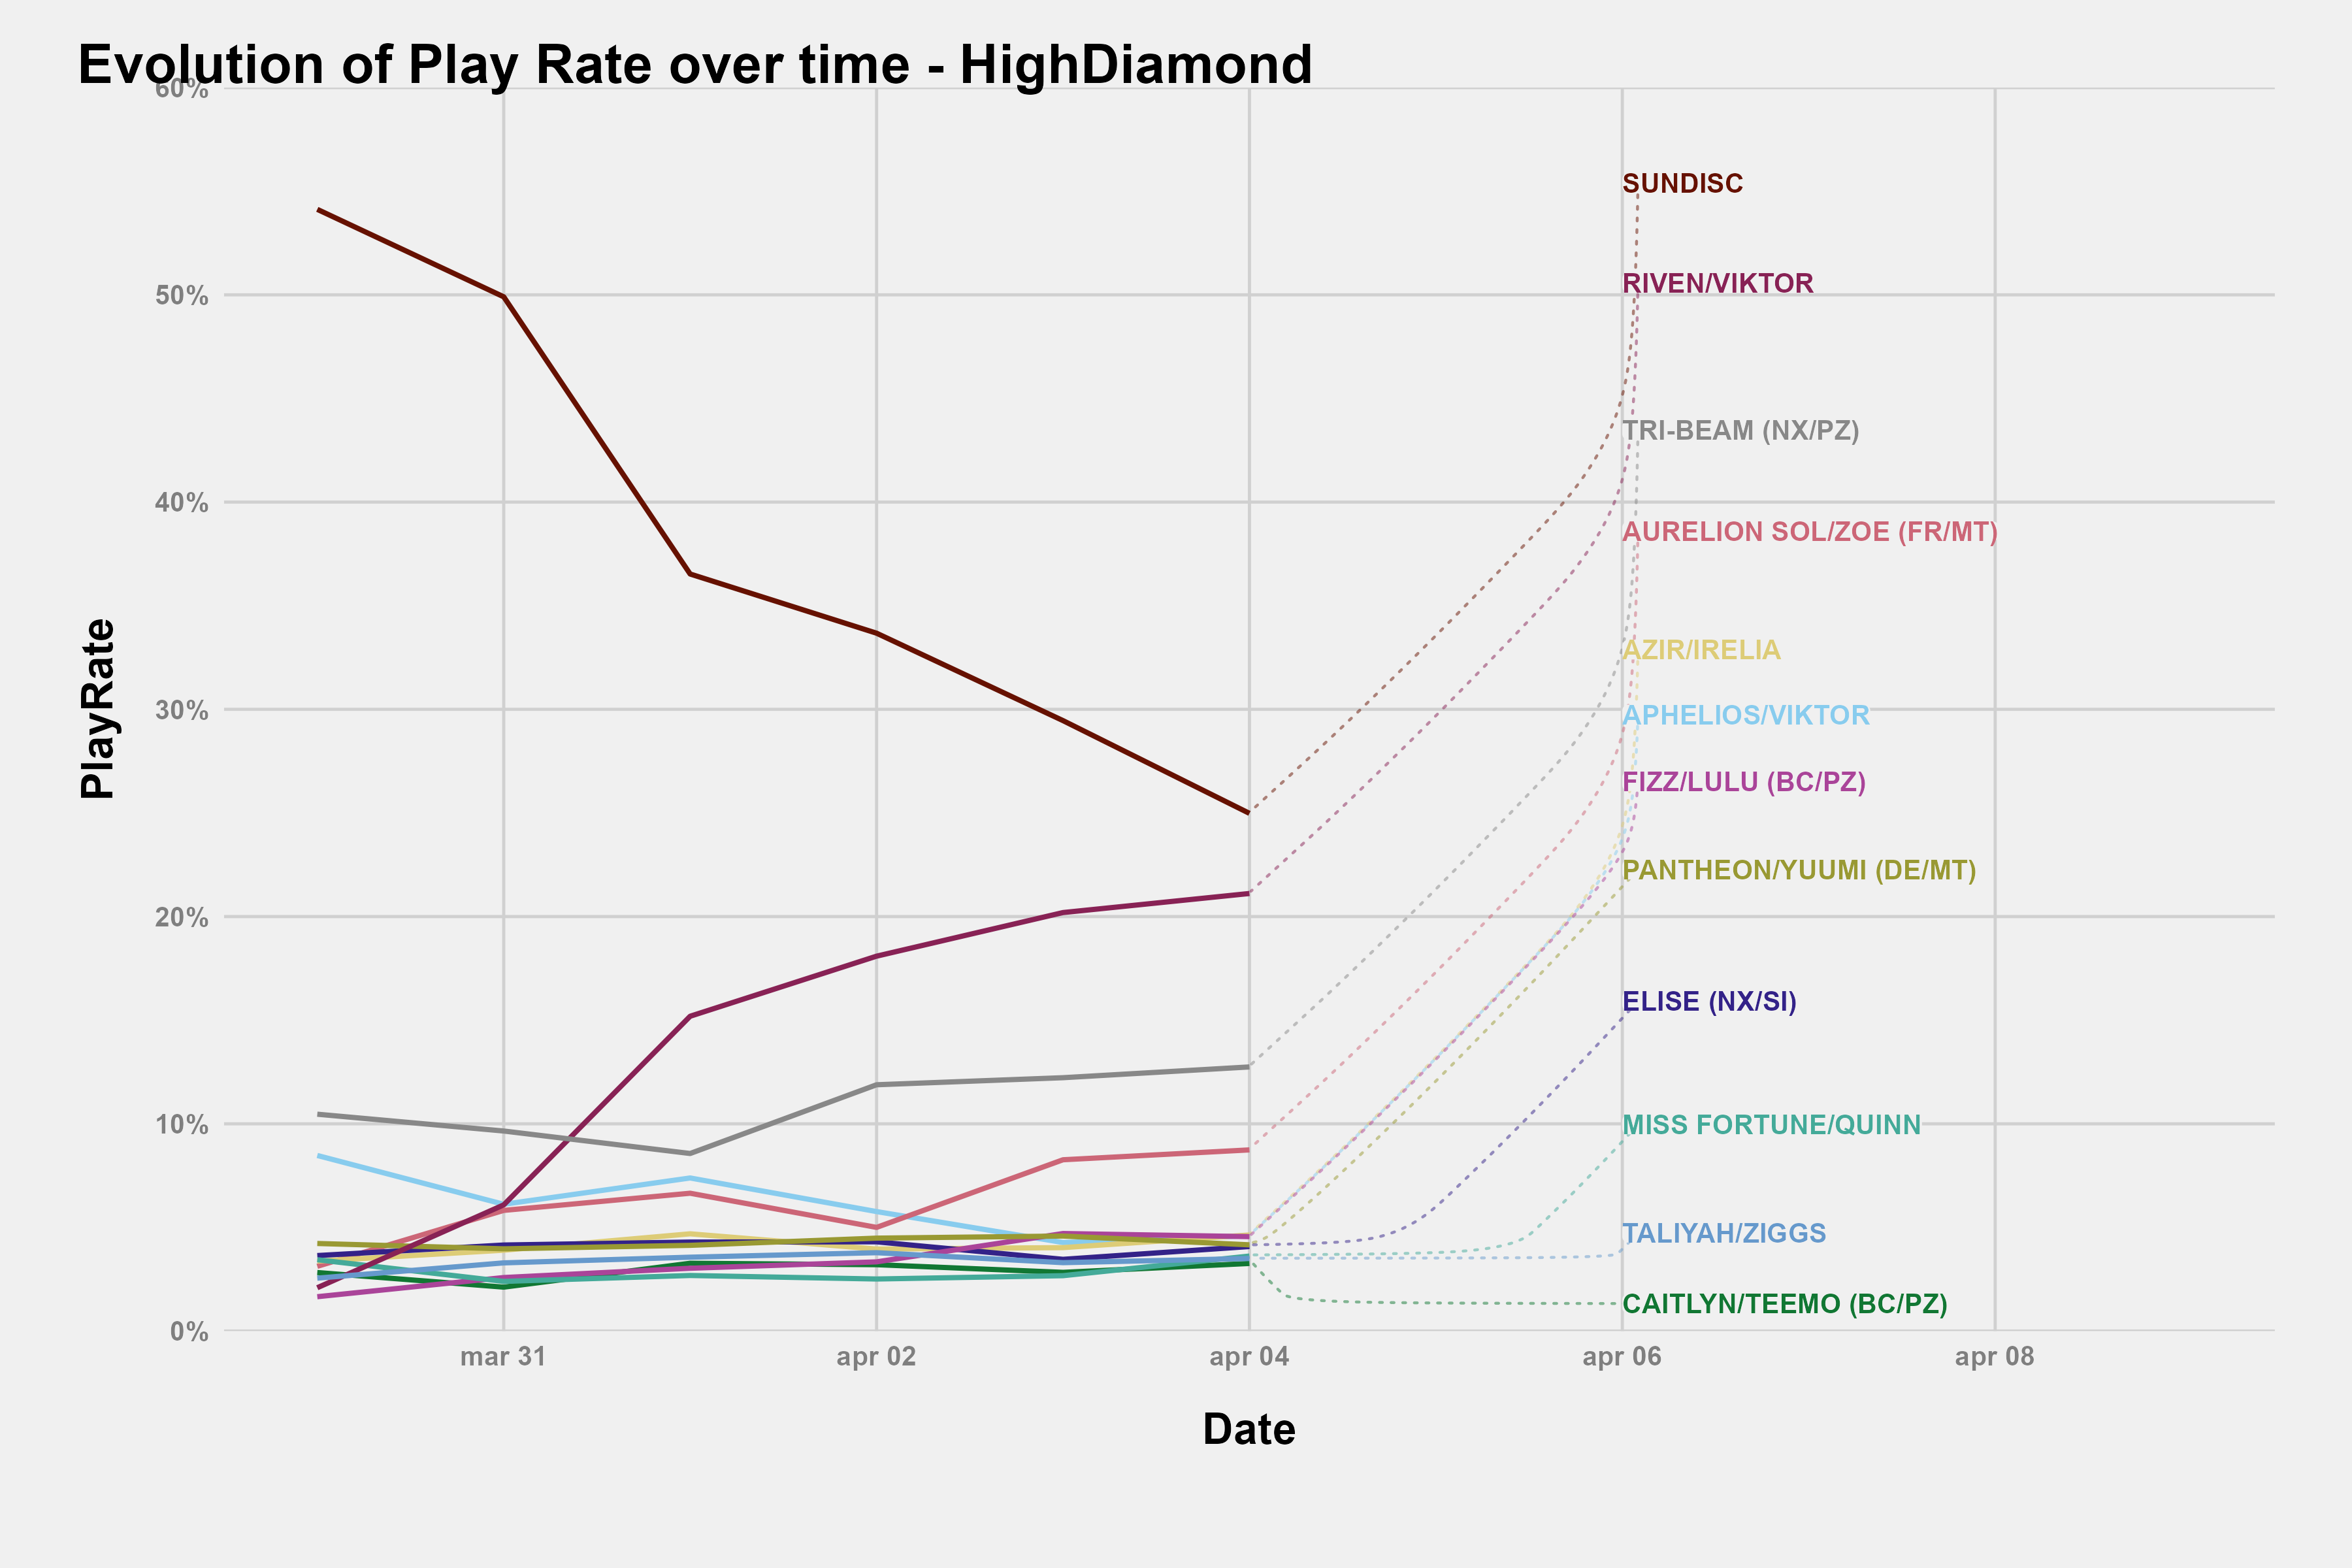 Evolution of Play Rate over time - HighDiamond
60%
50%
40%
30%
20%
10%
0%
PlayRate
SUNDISC
RIVEN/VIKTOR
TRI-BEAM (NX/PZ)
AURELION SOL/ZOE (FR/MT)
AZIR/IRELIA
APHELIOS/VIKTOR
FIZZ/LULU (BC/PZ)
PANTHEON/YUUMI (DE/MT)
ELISE (NX/SI)
MISS FORTUNE/QUINN
TALIYAH/ZIGGS
CAITLYN/TEEMO (BC/PZ)
mar 31
apr 02
apr 04
apr 06
apr 08
Date